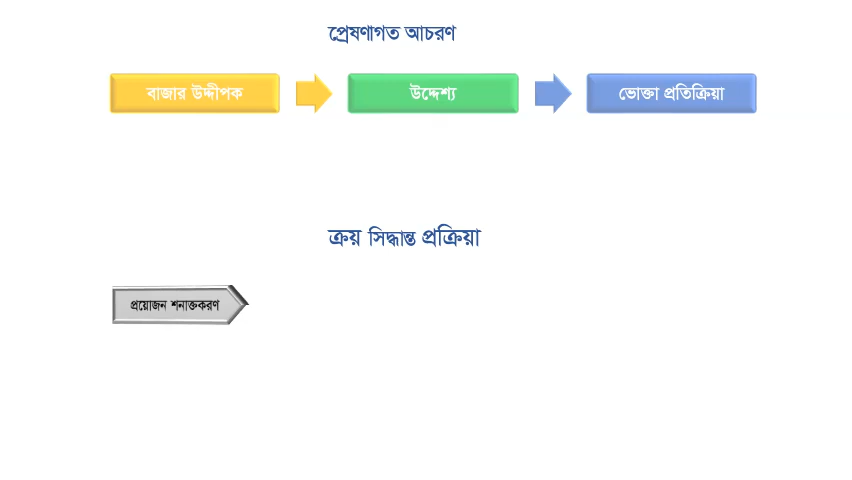 প্রেষণাগত আচরণ
বাজার উদ্দীপক
উদ্দেশ্য
ভোক্তা প্রতিক্রিয়া
ক্রয় সিদ্ধান্ত প্রক্রিয়া
প্রয়োজন শনাক্তকরণ